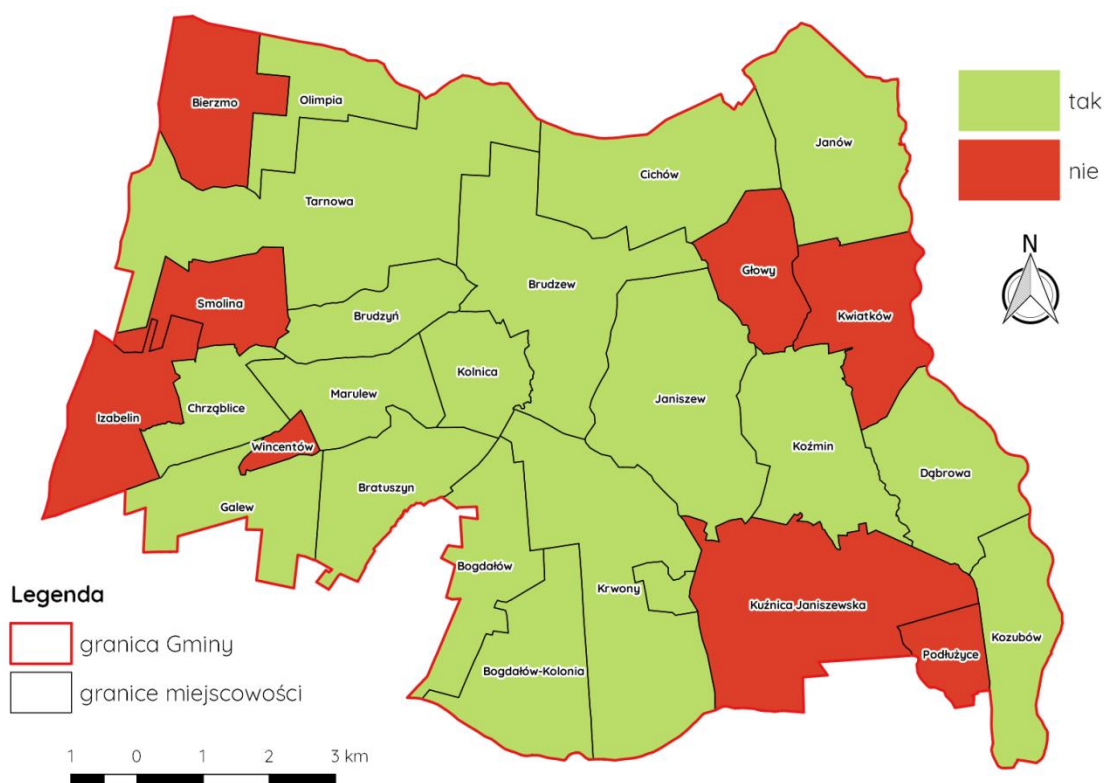 tak
nie
N
Bierzmo
Olimpia
Janów
Cichów
Tarnowa
Głowy
Brudzew
Smolina
Brudzyń
Kwiatków
Kolnica
Marulew
Janiszew
Chrząblice
Izabelin
Wincentów
Koźmin
Dąbrowa
Bratuszyn
Galew
Bogdałów
Krwony
Kuźnica Janiszewska
Kozubów
Podłużyce
Bogdałów-Kolonia
Legenda
granica Gminy
granice miejscowości
1 0 1 2 3 km